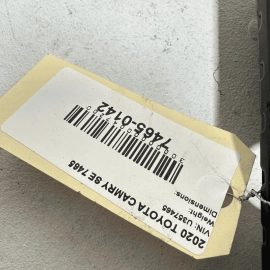 2020 TOYOTA CAMRY SE 7465
VIN: U357465
Weight:
Dimensions:
7465-0142